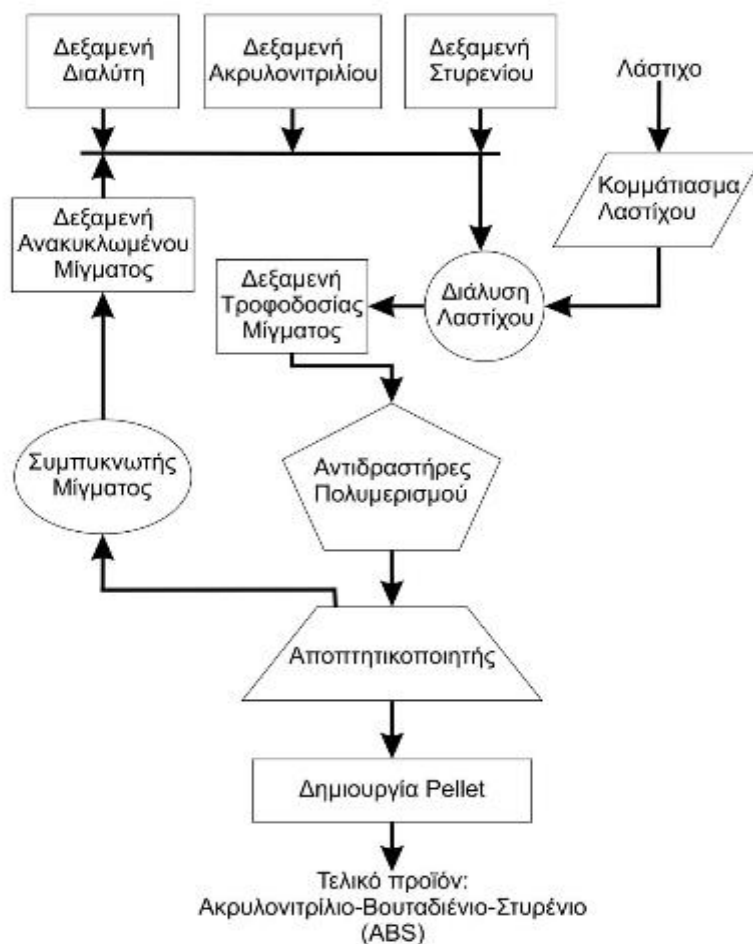 Δεξαμενή
Διαλύτη
Δεξαμενή
Ακρυλονιτριλίου
Δεξαμενή
Στυρενίου
Λάστιχο
Κομμάτιασμα
Λαστίχου
Δεξαμενή
Ανακυκλωμένου
Μίγματος
Δεξαμενή
Τροφοδοσίας
Μίγματος
Διάλυση
Λαστίχου
Συμπυκνωτής
Μίγματος
Αντιδραστήρες
Πολυμερισμού
Αποπτητικοποιητής
Δημιουργία Pellet
Τελικό προϊόν:
Ακρυλονιτρίλιο-Βουταδιένιο-Στυρένιο
(ABS)